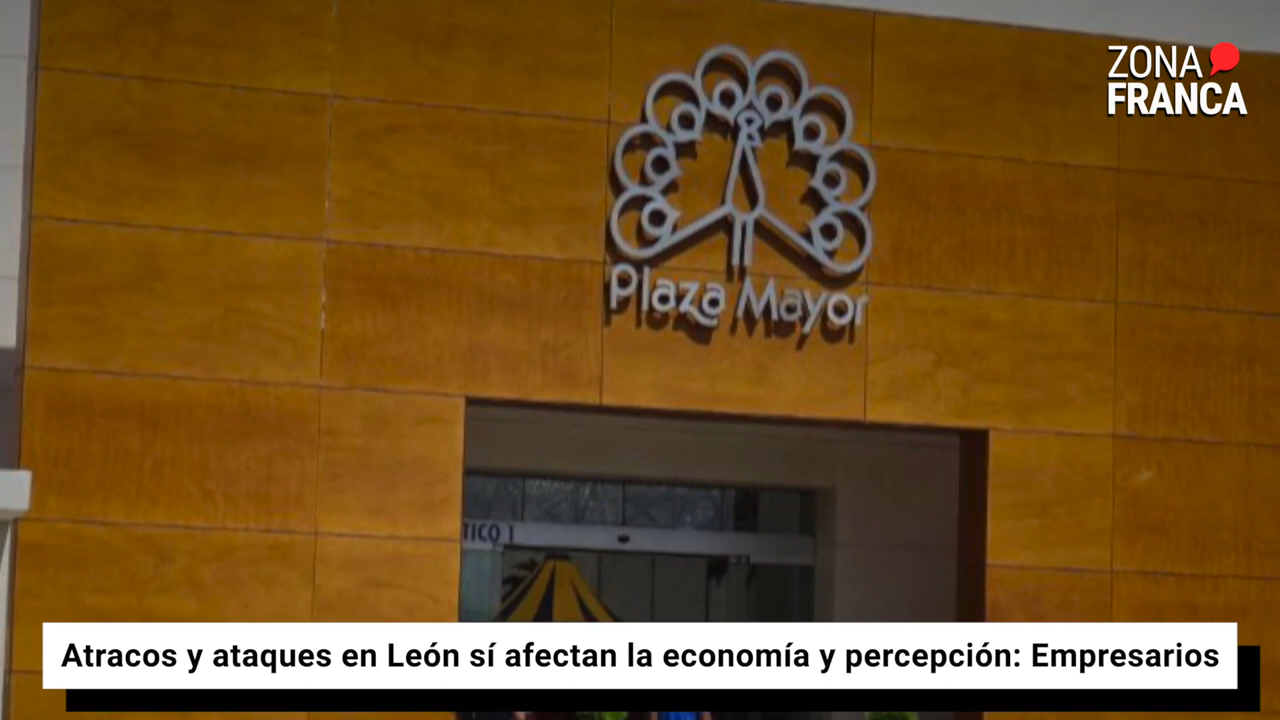 ZONA
FRANCA
Plaza Mayor
TICO 1
Atracos y ataques en León sí afectan la economía y percepción: Empresarios